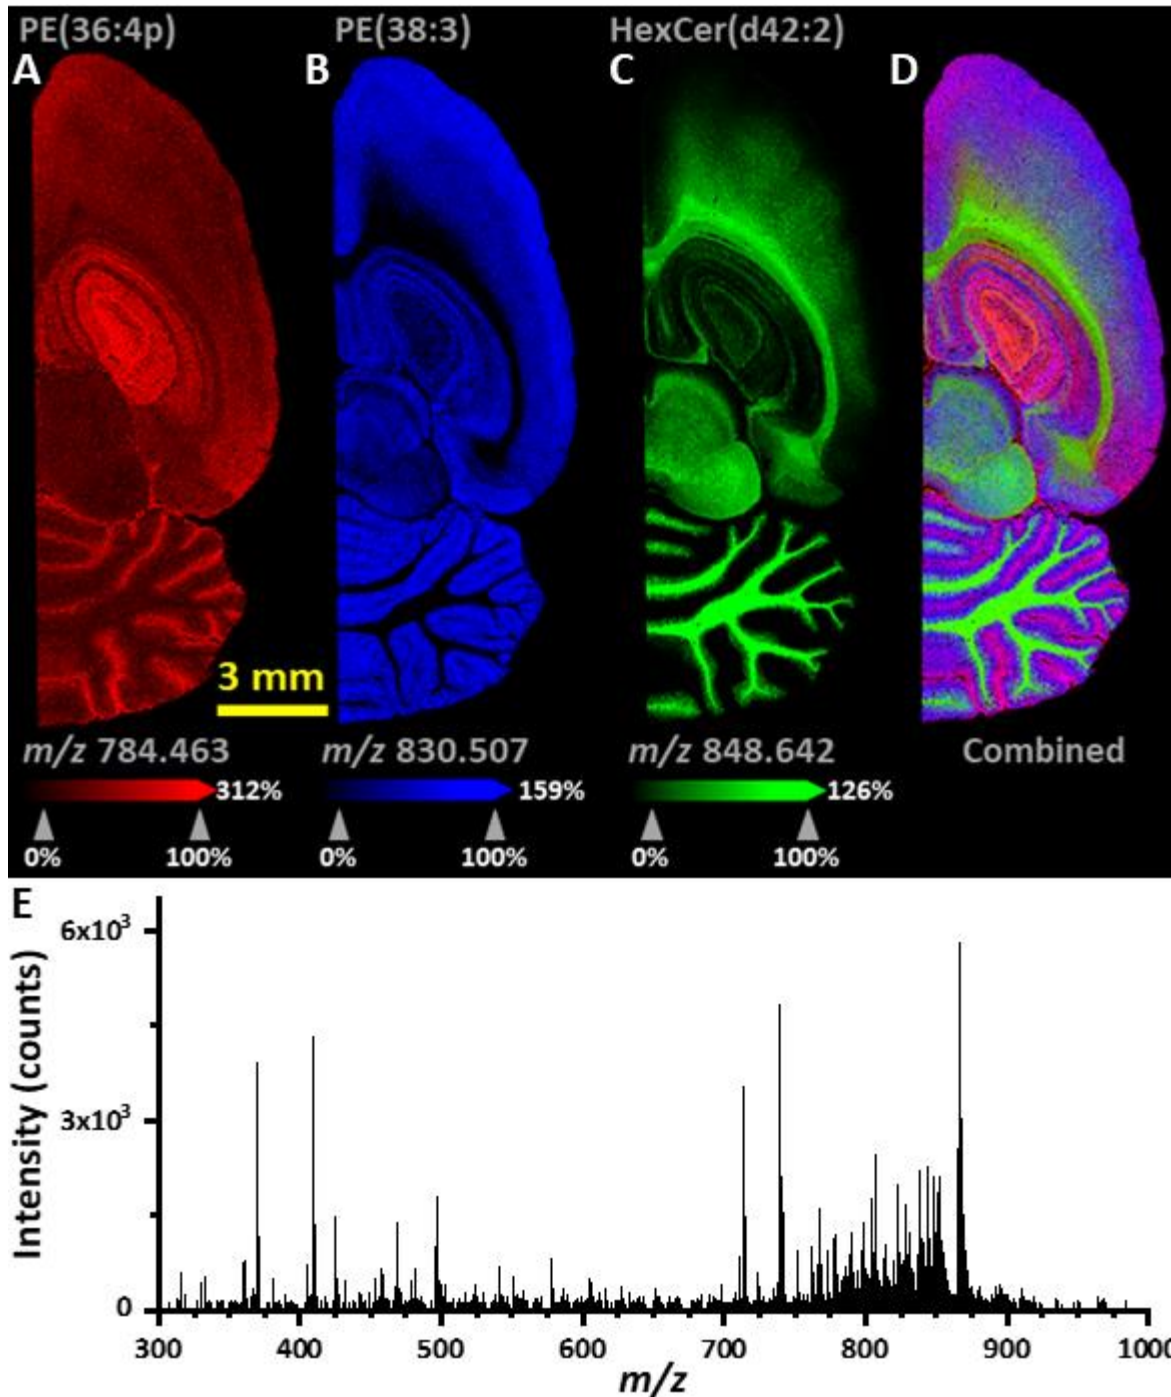 PE(36:4p) PE(38:3) HexCer(d42:2)
A B C D
3 mm
m/z 784.463 m/z 830.507 m/z 848.642 Combined
312% 159% 126%
0% 100% 0% 100% 0% 100%
E
6x10³
3x10³
0
Intensity (counts)
300 400 500 600 700 800 900 1000
m/z